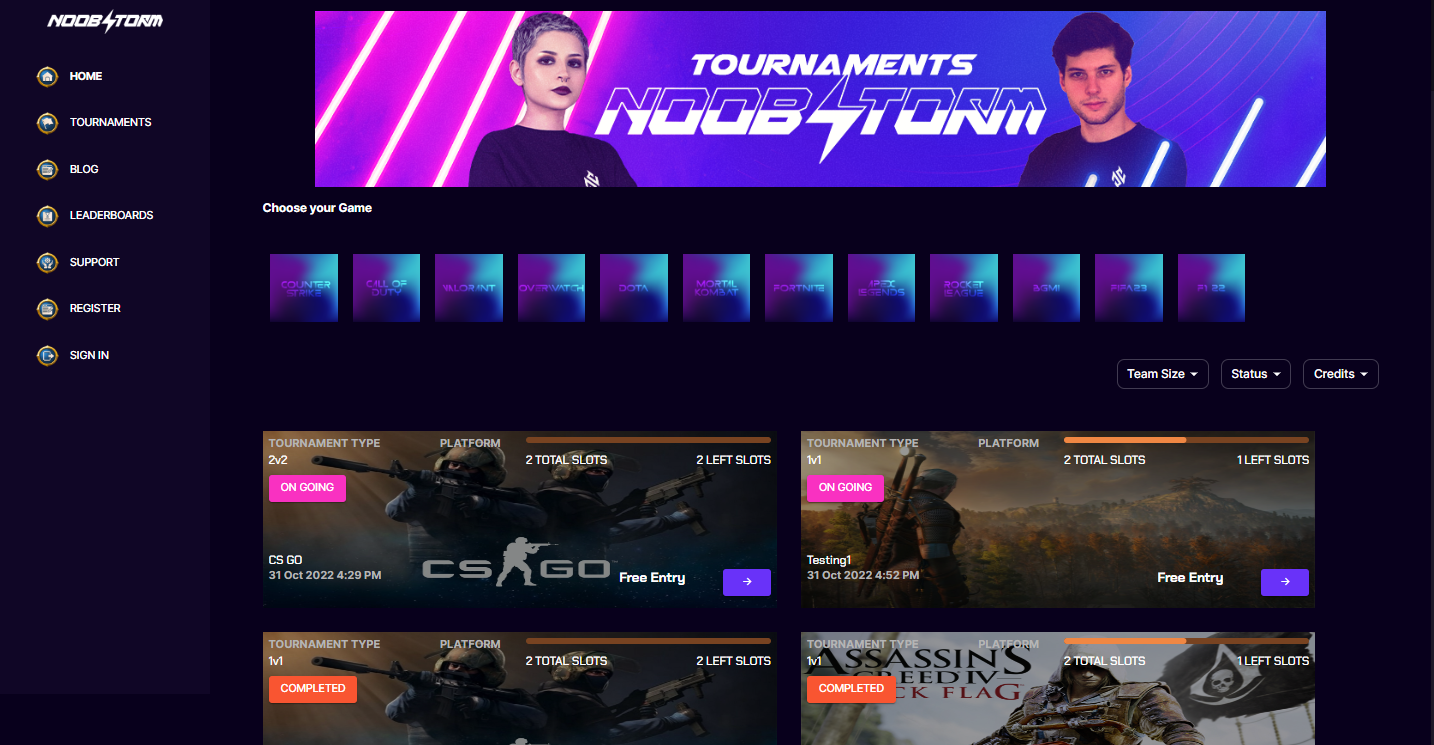 NOOBSTORM
HOME
TOURNAMENTS
BLOG
LEADERBOARDS
SUPPORT
REGISTER
SIGN IN
TOURNAMENTS
NOOBSTORM
Choose your Game
COUNTER
STRIKE
CALL OF
DUTY
VALORANT
OVERWATCH
DOTA
MORTAL
KOMBAT
FORTNITE
APEX
LEGENDS
ROCKET
LEAGUE
BGMI
FIFA23
F1 22
Team Size
Status
Credits
TOURNAMENT TYPE
PLATFORM
2v2
2 TOTAL SLOTS
2 LEFT SLOTS
ON GOING
CS GO
CS GO
31 Oct 2022 4:29 PM
Free Entry
TOURNAMENT TYPE
PLATFORM
1v1
2 TOTAL SLOTS
1 LEFT SLOTS
ON GOING
Testing1
31 Oct 2022 4:52 PM
Free Entry
TOURNAMENT TYPE
PLATFORM
1v1
2 TOTAL SLOTS
2 LEFT SLOTS
COMPLETED
TOURNAMENT TYPE
PLATFORM
1v1
2 TOTAL SLOTS
1 LEFT SLOTS
ASSASSIN'S
CREED IV
COMPLETED
CK FLAG